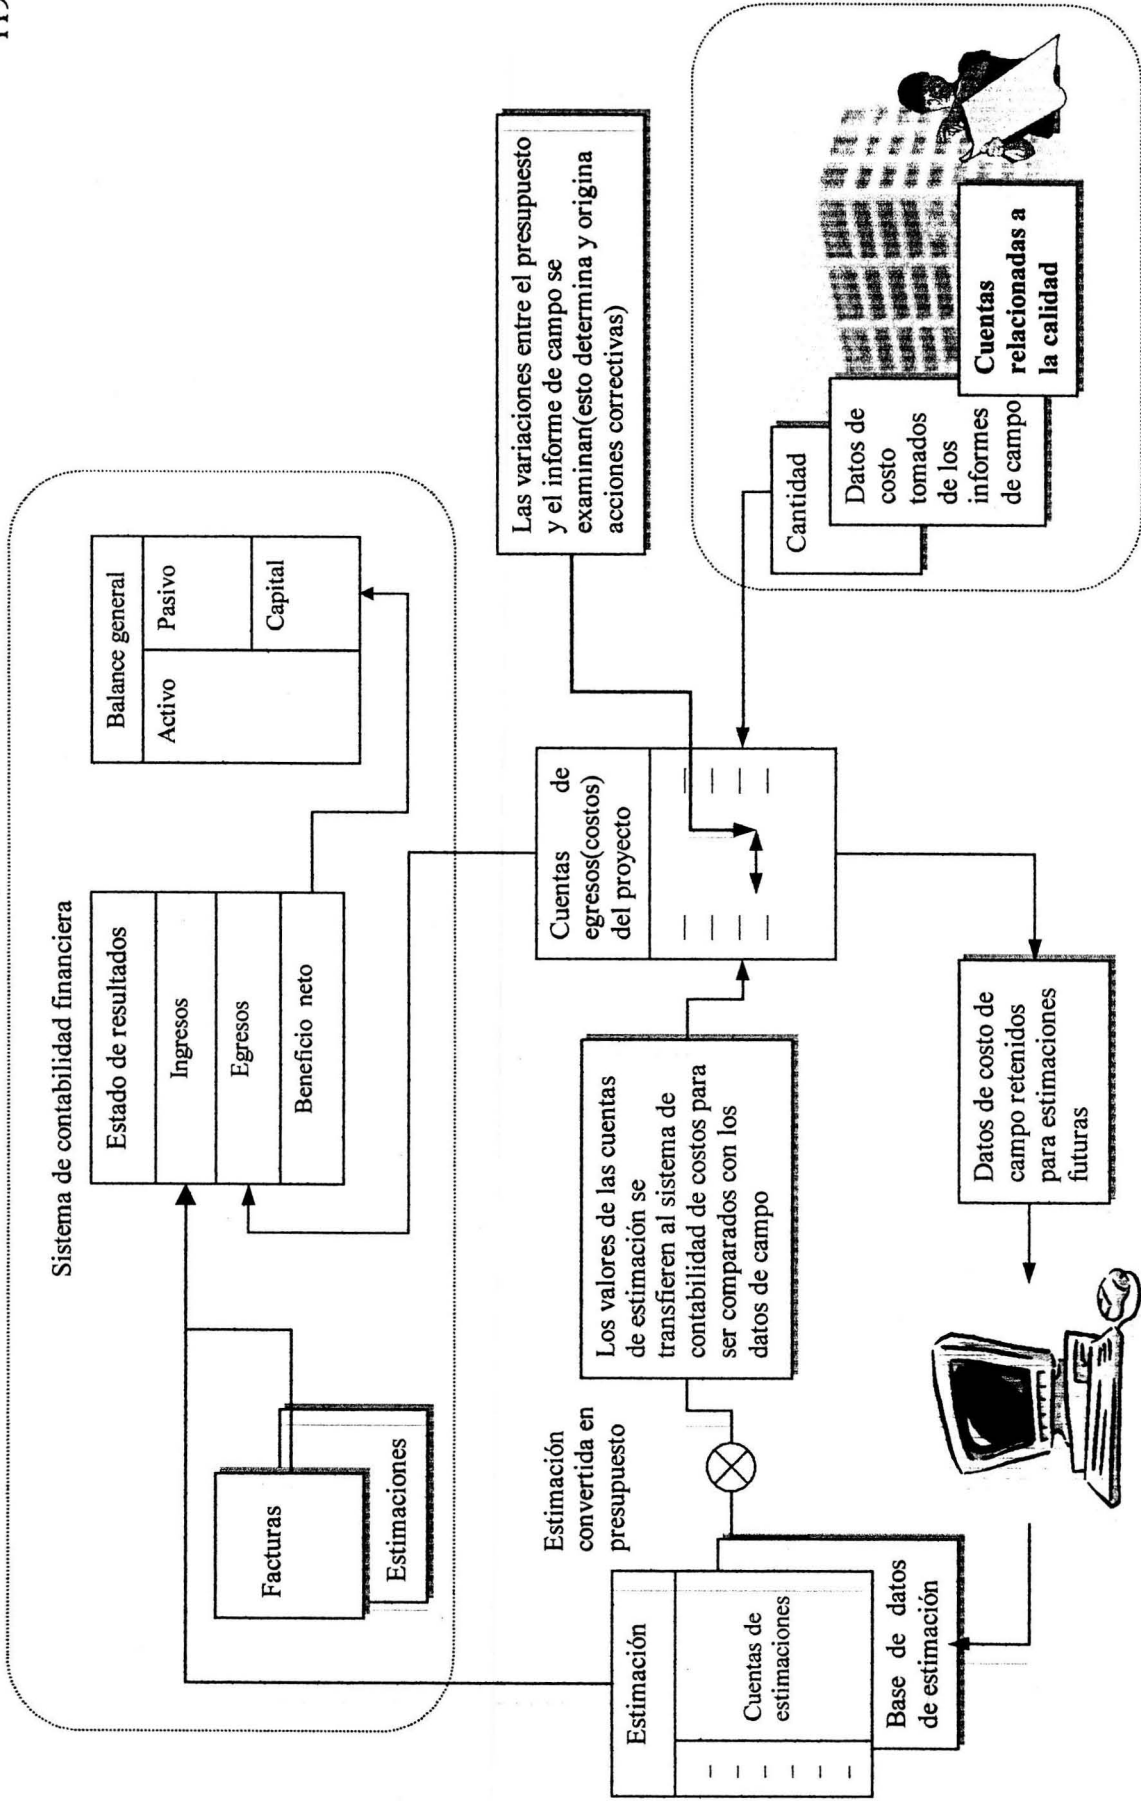 Sistema de contabilidad financiera
Estado de resultados
Ingresos
Egresos
Beneficio neto
Balance general
Activo
Pasivo
Capital
Facturas
Estimaciones
Estimación
Cuentas de
estimaciones
Base de datos
de estimación
Estimación
convertida en
presupuesto
Los valores de las cuentas
de estimación se
transfieren al sistema de
contabilidad de costos para
ser comparados con los
datos de campo
Cuentas de
egresos(costos)
del proyecto
Las variaciones entre el presupuesto
y el informe de campo se
examinan(esto determina y origina
acciones correctivas)
Cantidad
Datos de
costo
tomados
de los
informes
de campo
Cuentas
relacionadas a
la calidad
Datos de costo de
campo retenidos
para estimaciones
futuras